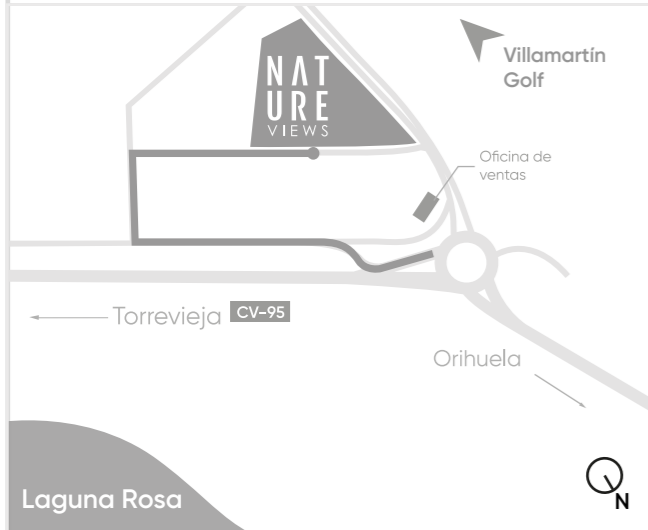 NAT
URE
VIEWS
Villamartín
Golf
Oficina de
ventas
Torrevieja CV-95
Orihuela
Laguna Rosa
N